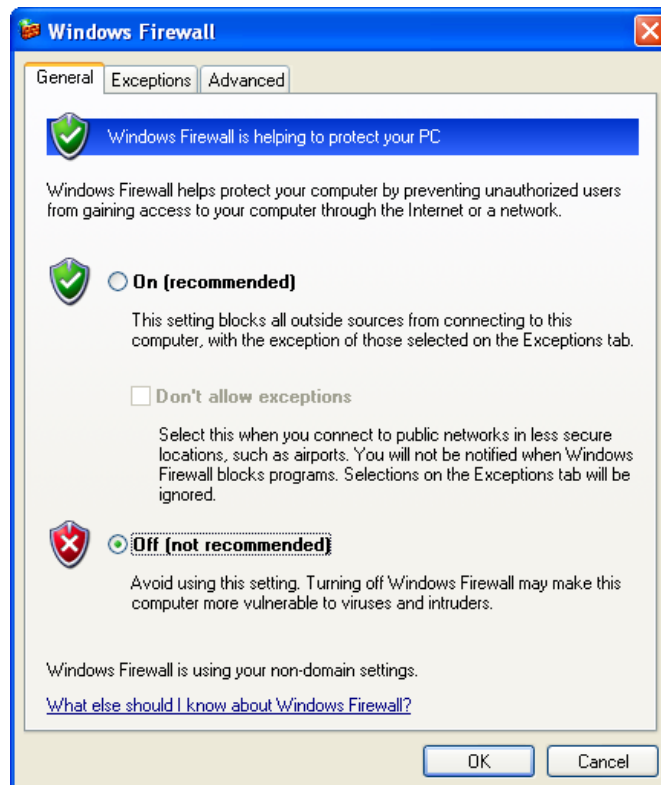 Windows Firewall
General
Exceptions
Advanced
Windows Firewall is helping to protect your PC
Windows Firewall helps protect your computer by preventing unauthorized users
from gaining access to your computer through the Internet or a network.
On (recommended)
This setting blocks all outside sources from connecting to this
computer, with the exception of those selected on the Exceptions tab.
Don't allow exceptions
Select this when you connect to public networks in less secure
locations, such as airports. You will not be notified when Windows
Firewall blocks programs. Selections on the Exceptions tab will be
ignored.
Off (not recommended)
Avoid using this setting. Turning off Windows Firewall may make this
computer more vulnerable to viruses and intruders.
Windows Firewall is using your non-domain settings.
What else should I know about Windows Firewall?
OK
Cancel